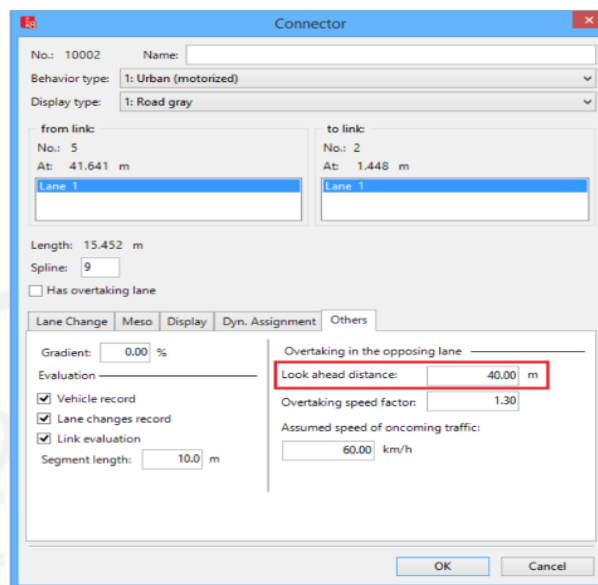 Connector
No.: 10002 Name:
Behavior type: 1: Urban (motorized)
Display type: 1: Road gray
from link:
No.: 5
At: 41.641 m
Lane 1
to link:
No.: 2
At: 1.448 m
Lane 1
Length: 15.452 m
Spline: 9
Has overtaking lane
Lane Change Meso Display Dyn. Assignment Others
Gradient: 0.00 %
Evaluation
Vehicle record
Lane changes record
Link evaluation
Segment length: 10.0 m
Overtaking in the opposing lane
Look ahead distance: 40.00 m
Overtaking speed factor: 1.30
Assumed speed of oncoming traffic:
60.00 km/h
OK Cancel